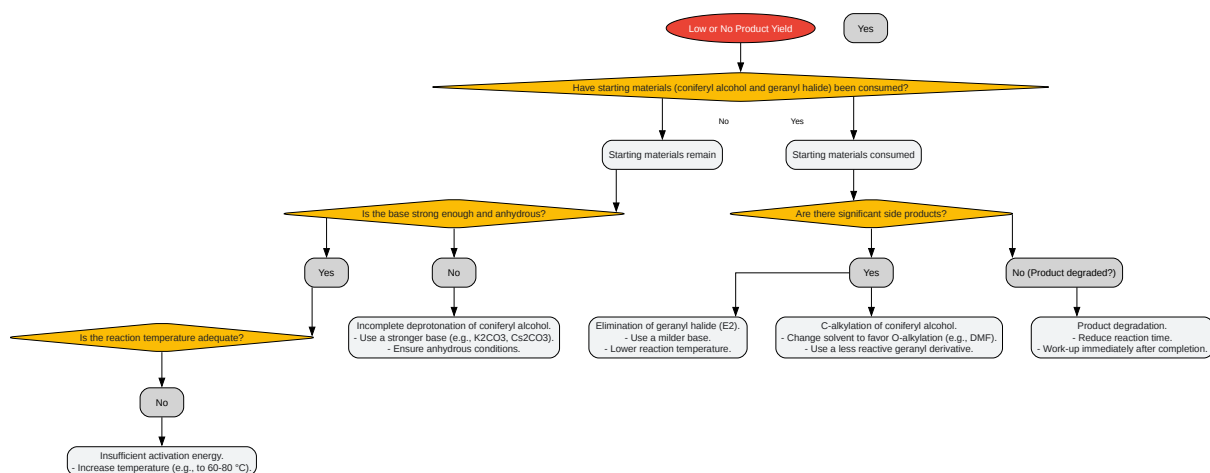 Low or No Product Yield
Yes
Have starting materials (coniferyl alcohol and geranyl halide) been consumed?
No
Yes
Starting materials remain
Starting materials consumed
Is the base strong enough and anhydrous?
Are there significant side products?
Yes
No
Yes
No (Product degraded?)
Is the reaction temperature adequate?
Incomplete deprotonation of coniferyl alcohol.
- Use a stronger base (e.g., K2CO3, Cs2CO3).
- Ensure anhydrous conditions.
Elimination of geranyl halide (E2).
- Use a milder base.
- Lower reaction temperature.
C-alkylation of coniferyl alcohol.
- Change solvent to favor O-alkylation (e.g., DMF).
- Use a less reactive geranyl derivative.
Product degradation.
- Reduce reaction time.
- Work-up immediately after completion.
No
Insufficient activation energy.
- Increase temperature (e.g., to 60-80 °C).